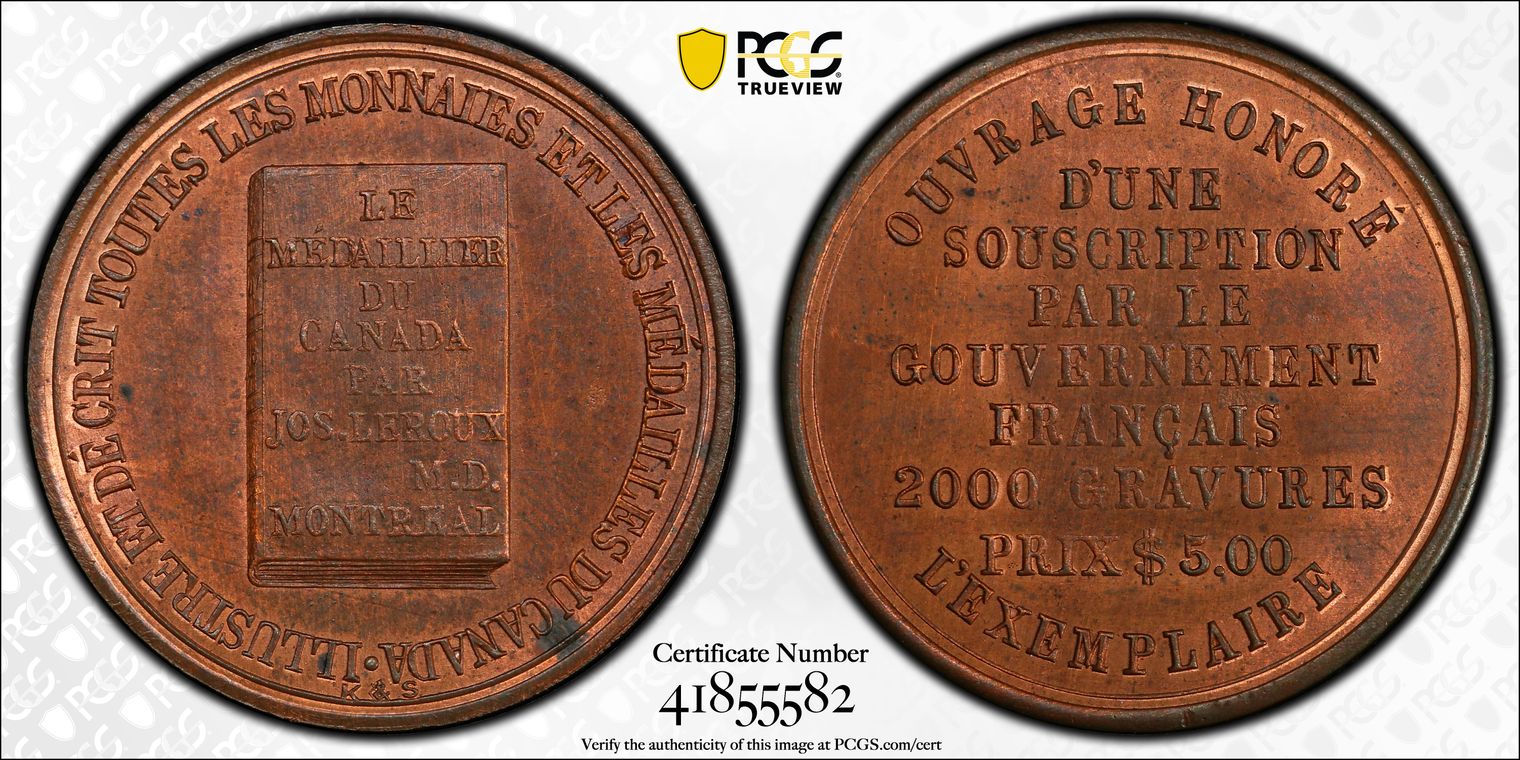 ILLUSTRE ET DÉCRIT TOUTES LES MONNAIES ET LES MÉDAILLES DU CANADA •
LE
MÉDAILLIER
DU
CANADA
PAR
JOS. LEROUX
M.D.
MONTREAL
K & S
PCGS
TRUEVIEW
OUVRAGE HONORÉ
D'UNE
SOUSCRIPTION
PAR LE
GOUVERNEMENT
FRANÇAIS
2000 GRAVURES
PRIX $ 5.00
L'EXEMPLAIRE
Certificate Number
41855582
Verify the authenticity of this image at PCGS.com/cert